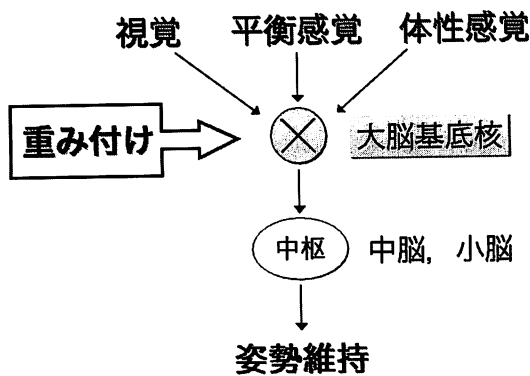 視覚 平衡感覚 体性感覚
重み付け
大脳基底核
中枢
中脳, 小脳
姿勢維持